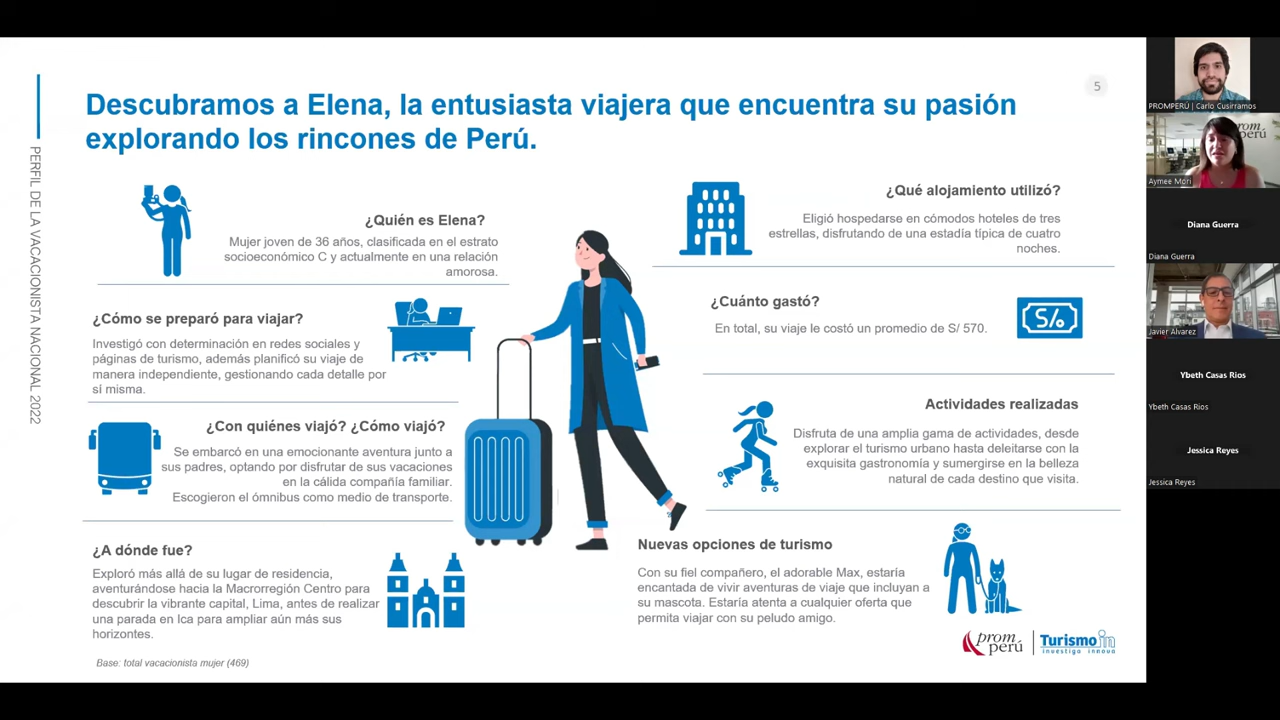 5
Descubramos a Elena, la entusiasta viajera que encuentra su pasión
explorando los rincones de Perú.
PERFIL DE LA VACACIONISTA NACIONAL 2022
¿Quién es Elena?
Mujer joven de 36 años, clasificada en el estrato
socioeconómico C y actualmente en una relación
amorosa.
¿Cómo se preparó para viajar?
Investigó con determinación en redes sociales y
páginas de turismo, además planificó su viaje de
manera independiente, gestionando cada detalle por
sí misma.
¿Con quiénes viajó? ¿Cómo viajó?
Se embarcó en una emocionante aventura junto a
sus padres, optando por disfrutar de sus vacaciones
en la cálida compañía familiar.
Escogieron el ómnibus como medio de transporte.
¿A dónde fue?
Exploró más allá de su lugar de residencia,
aventurándose hacia la Macrorregión Centro para
descubrir la vibrante capital, Lima, antes de realizar
una parada en Ica para ampliar aún más sus
horizontes.
Base: total vacacionista mujer (469)
¿Qué alojamiento utilizó?
Eligió hospedarse en cómodos hoteles de tres
estrellas, disfrutando de una estadía típica de cuatro
noches.
¿Cuánto gastó?
En total, su viaje le costó un promedio de S/ 570.
S/o
Actividades realizadas
Disfruta de una amplia gama de actividades, desde
explorar el turismo urbano hasta deleitarse con la
exquisita gastronomía y sumergirse en la belleza
natural de cada destino que visita.
Nuevas opciones de turismo
Con su fiel compañero, el adorable Max, estaría
encantada de vivir aventuras de viaje que incluyan a
su mascota. Estaría atenta a cualquier oferta que
permita viajar con su peludo amigo.
prom
perú
Turismo in
investiga innova
PROMPERÚ | Carlo Cusirramos
prom
perú
Aymee Mori
Diana Guerra
Diana Guerra
Javier Alvarez
Ybeth Casas Rios
Ybeth Casas Rios
Jessica Reyes
Jessica Reyes